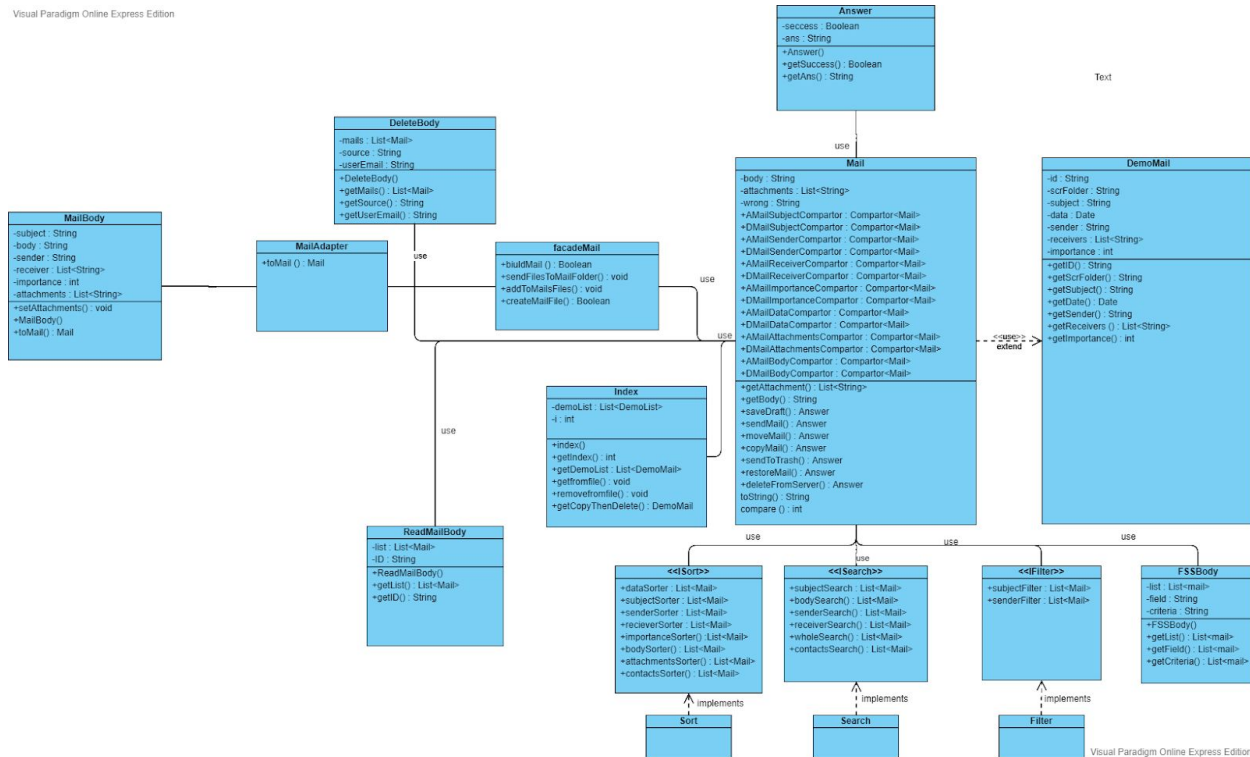 Visual Paradigm Online Express Edition
Answer
-seccess : Boolean
-ans : String
+Answer()
+getSuccess() : Boolean
+getAns() : String
Text
use
DeleteBody
-mails : List<Mail>
-source : String
-userEmail : String
+DeleteBody()
+getMails() : List<Mail>
+getSource() : String
+getUserEmail() : String
MailBody
-subject : String
-body : String
-sender : String
-receiver : List<String>
-importance : int
-attachments : List<String>
+setAttachments() : void
+MailBody()
+toMail() : Mail
MailAdapter
+toMail () : Mail
use
facadeMail
+biuldMail () : Boolean
+sendFilesToMailFolder() : void
+addToMailsFiles() : void
+createMailFile() : Boolean
use
use
Mail
-body : String
-attachments : List<String>
-wrong : String
+AMailSubjectCompartor : Compartor<Mail>
+DMailSubjectCompartor : Compartor<Mail>
+AMailSenderCompartor : Compartor<Mail>
+DMailSenderCompartor : Compartor<Mail>
+AMailReceiverCompartor : Compartor<Mail>
+DMailReceiverCompartor : Compartor<Mail>
+AMailImportanceCompartor : Compartor<Mail>
+DMailImportanceCompartor : Compartor<Mail>
+AMailDataCompartor : Compartor<Mail>
+DMailDataCompartor : Compartor<Mail>
+AMailAttachmentsCompartor : Compartor<Mail>
+DMailAttachmentsCompartor : Compartor<Mail>
+AMailBodyCompartor : Compartor<Mail>
+DMailBodyCompartor : Compartor<Mail>
+getAttachment() : List<String>
+getBody() : String
+saveDraft() : Answer
+sendMail() : Answer
+moveMail() : Answer
+copyMail() : Answer
+sendToTrash() : Answer
+restoreMail() : Answer
+deleteFromServer() : Answer
toString() : String
compare () : int
<<use>>
extend
DemoMail
-id : String
-scrFolder : String
-subject : String
-data : Date
-sender : String
-receivers : List<String>
-importance : int
+getID() : String
+getScrFolder() : String
+getSubject() : String
+getDate() : Date
+getSender() : String
+getReceivers () : List<String>
+getImportance() : int
Index
-demoList : List<DemoList>
-i : int
+index()
+getIndex() : int
+getDemoList : List<DemoMail>
+getfromfile() : void
+removefromfile() : void
+getCopyThenDelete() : DemoMail
use
ReadMailBody
-list : List<Mail>
-ID : String
+ReadMailBody()
+getList() : List<Mail>
+getID() : String
use
use
use
use
<<ISort>>
+dataSorter : List<Mail>
+subjectSorter : List<Mail>
+senderSorter : List<Mail>
+recieverSorter : List<Mail>
+importanceSorter() : List<Mail>
+bodySorter() : List<Mail>
+attachmentsSorter() : List<Mail>
+contactsSorter() : List<Mail>
<<ISearch>>
+subjectSearch : List<Mail>
+bodySearch() : List<Mail>
+senderSearch() : List<Mail>
+receiverSearch() : List<Mail>
+wholeSearch() : List<Mail>
+contactsSearch() : List<Mail>
<<IFilter>>
+subjectFilter : List<Mail>
+senderFilter : List<Mail>
FSSBody
-list : List<mail>
-field : String
-criteria : String
+FSSBody()
+getList() : List<mail>
+getField() : List<mail>
+getCriteria() : List<mail>
implements
implements
implements
Sort
Search
Filter
Visual Paradigm Online Express Edition